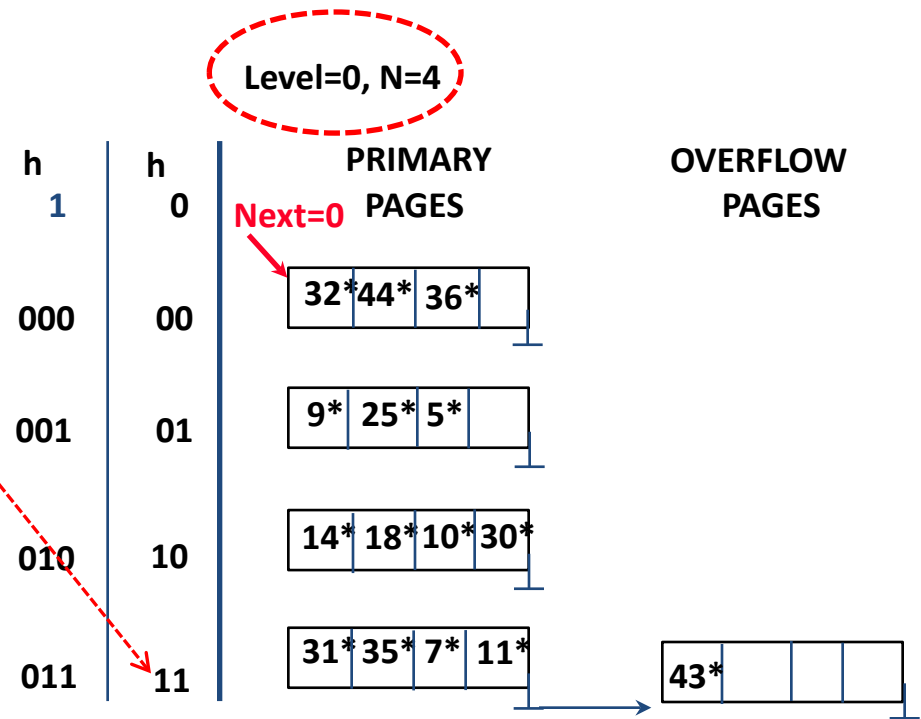 Level=0, N=4
h h PRIMARY OVERFLOW
1 0 Next=0 PAGES PAGES
000 00 32* 44* 36*
001 01 9* 25* 5*
010 10 14* 18* 10* 30*
011 11 31* 35* 7* 11* 43*